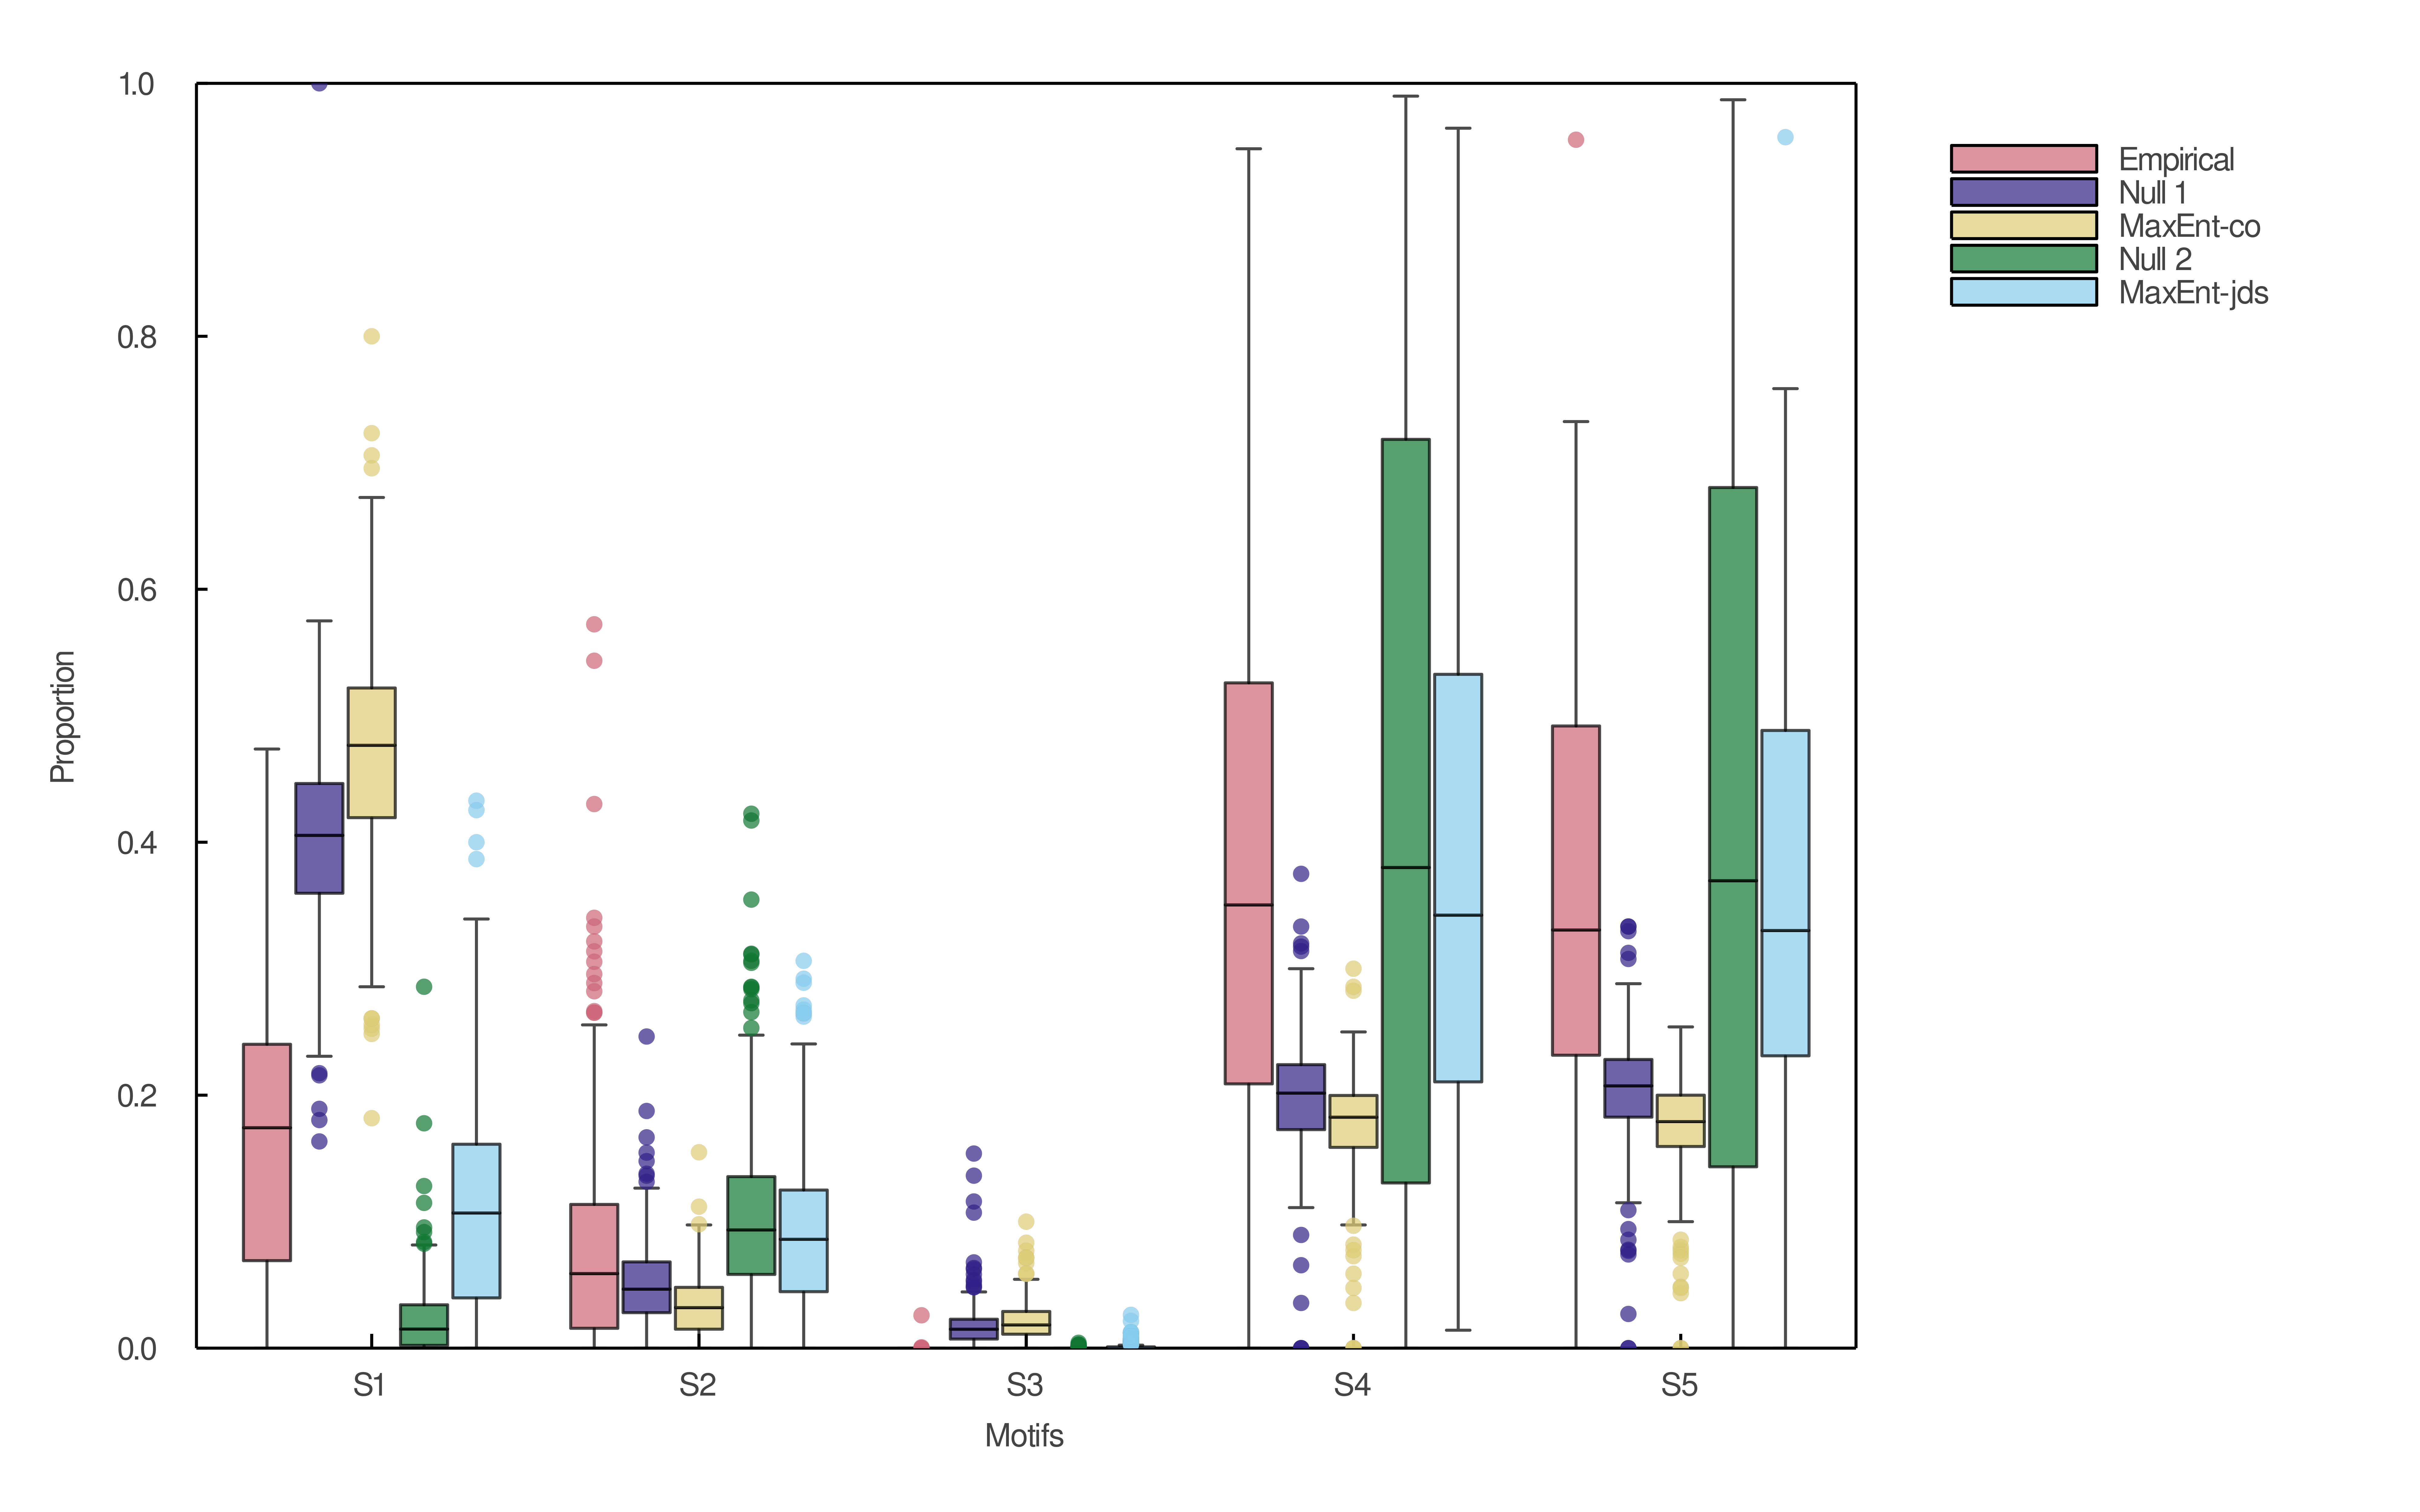 1.0
0.8
0.6
0.4
0.2
0.0
Proportion
S1
S2
S3
S4
S5
Motifs
Empirical
Null 1
MaxEnt-co
Null 2
MaxEnt-jds